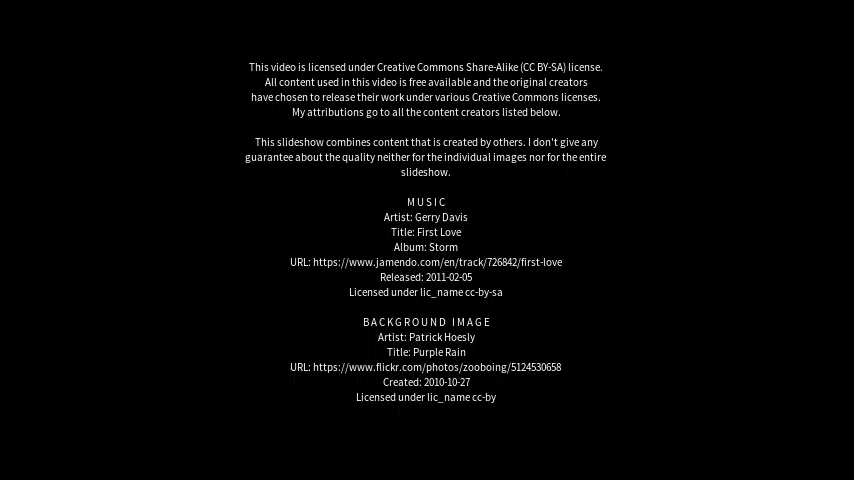 This video is licensed under Creative Commons Share-Alike (CC BY-SA) license.
All content used in this video is free available and the original creators
have chosen to release their work under various Creative Commons licenses.
My attributions go to all the content creators listed below.
This slideshow combines content that is created by others. I don't give any
guarantee about the quality neither for the individual images nor for the entire
slideshow.
MUSIC
Artist: Gerry Davis
Title: First Love
Album: Storm
URL: https://www.jamendo.com/en/track/726842/first-love
Released: 2011-02-05
Licensed under lic_name cc-by-sa
BACKGROUND IMAGE
Artist: Patrick Hoesly
Title: Purple Rain
URL: https://www.flickr.com/photos/zooboing/5124530658
Created: 2010-10-27
Licensed under lic_name cc-by